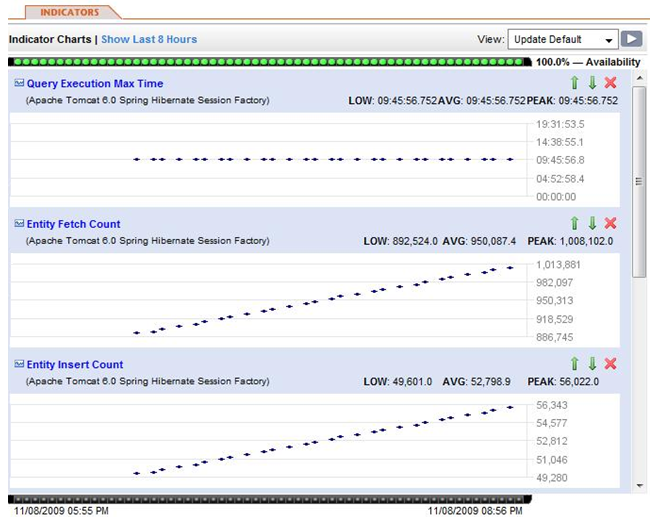 INDICATORS
Indicator Charts | Show Last 8 Hours View: Update Default
100.0% — Availability
Query Execution Max Time
(Apache Tomcat 6.0 Spring Hibernate Session Factory) LOW: 09:45:56.752 AVG: 09:45:56.752 PEAK: 09:45:56.752
19:31:53.5
14:38:55.1
09:45:56.8
04:52:58.4
00:00:00
Entity Fetch Count
(Apache Tomcat 6.0 Spring Hibernate Session Factory) LOW: 892,524.0 AVG: 950,087.4 PEAK: 1,008,102.0
1,013,881
982,097
950,313
918,529
886,745
Entity Insert Count
(Apache Tomcat 6.0 Spring Hibernate Session Factory) LOW: 49,601.0 AVG: 52,798.9 PEAK: 56,022.0
56,343
54,577
52,812
51,046
49,280
11/08/2009 05:55 PM 11/08/2009 08:56 PM